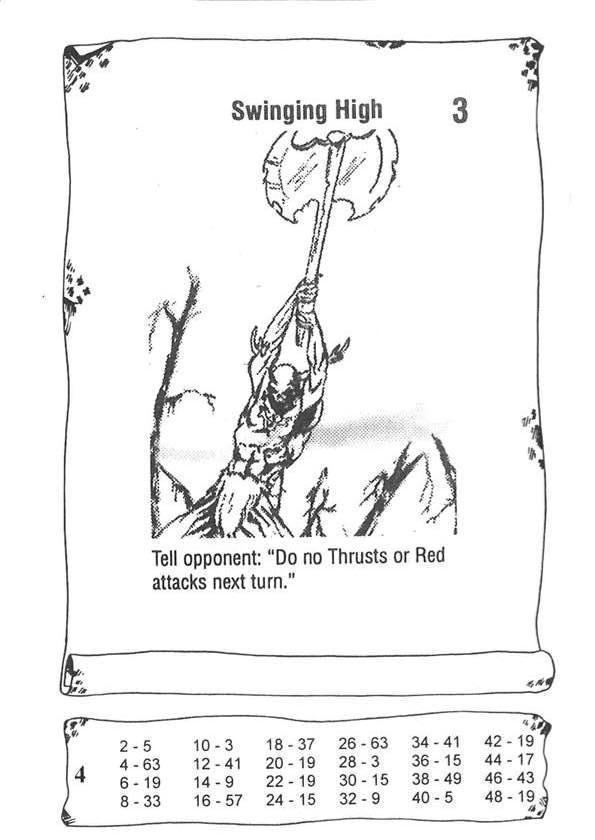 Swinging High 3
Tell opponent: “Do no Thrusts or Red
attacks next turn.”
4
2 - 5 10 - 3 18 - 37 26 - 63 34 - 41 42 - 19
4 - 63 12 - 41 20 - 19 28 - 3 36 - 15 44 - 17
6 - 19 14 - 9 22 - 19 30 - 15 38 - 49 46 - 43
8 - 33 16 - 57 24 - 15 32 - 9 40 - 5 48 - 19